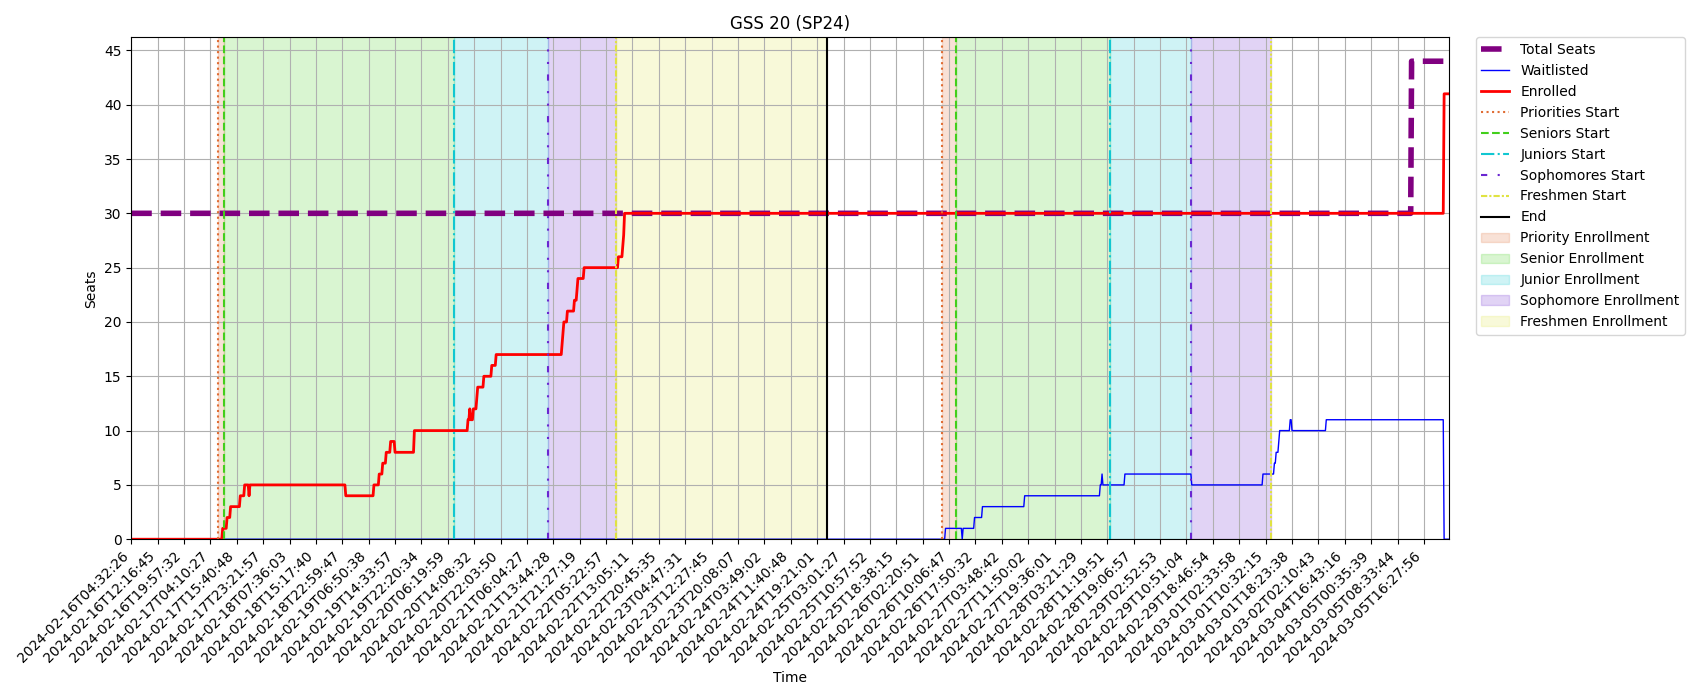 GSS 20 (SP24)
Seats
45
40
35
30
25
20
15
10
5
0
2024-02-16T04:32:26
2024-02-16T12:16:45
2024-02-16T19:57:32
2024-02-17T04:10:27
2024-02-17T15:40:48
2024-02-17T23:21:57
2024-02-18T07:36:03
2024-02-18T15:17:40
2024-02-18T22:59:47
2024-02-19T06:50:38
2024-02-19T14:33:57
2024-02-19T22:20:34
2024-02-20T06:19:59
2024-02-20T14:08:32
2024-02-20T22:03:50
2024-02-21T06:04:27
2024-02-21T13:44:28
2024-02-21T21:27:19
2024-02-22T05:22:57
2024-02-22T13:05:11
2024-02-22T20:45:35
2024-02-23T04:47:31
2024-02-23T12:27:45
2024-02-23T20:08:07
2024-02-24T03:49:02
2024-02-24T11:40:48
2024-02-24T19:21:01
2024-02-25T03:01:27
2024-02-25T10:57:52
2024-02-25T18:38:15
2024-02-26T02:20:51
2024-02-26T10:06:47
2024-02-26T17:50:32
2024-02-27T03:48:42
2024-02-27T11:50:02
2024-02-27T19:36:01
2024-02-28T03:21:29
2024-02-28T11:19:51
2024-02-28T19:06:57
2024-02-29T02:52:53
2024-02-29T10:51:04
2024-02-29T18:46:54
2024-03-01T02:33:58
2024-03-01T10:32:15
2024-03-01T18:23:38
2024-03-02T02:10:43
2024-03-04T16:43:16
2024-03-05T00:35:39
2024-03-05T08:33:44
2024-03-05T16:27:56
Time
Total Seats
Waitlisted
Enrolled
Priorities Start
Seniors Start
Juniors Start
Sophomores Start
Freshmen Start
End
Priority Enrollment
Senior Enrollment
Junior Enrollment
Sophomore Enrollment
Freshmen Enrollment